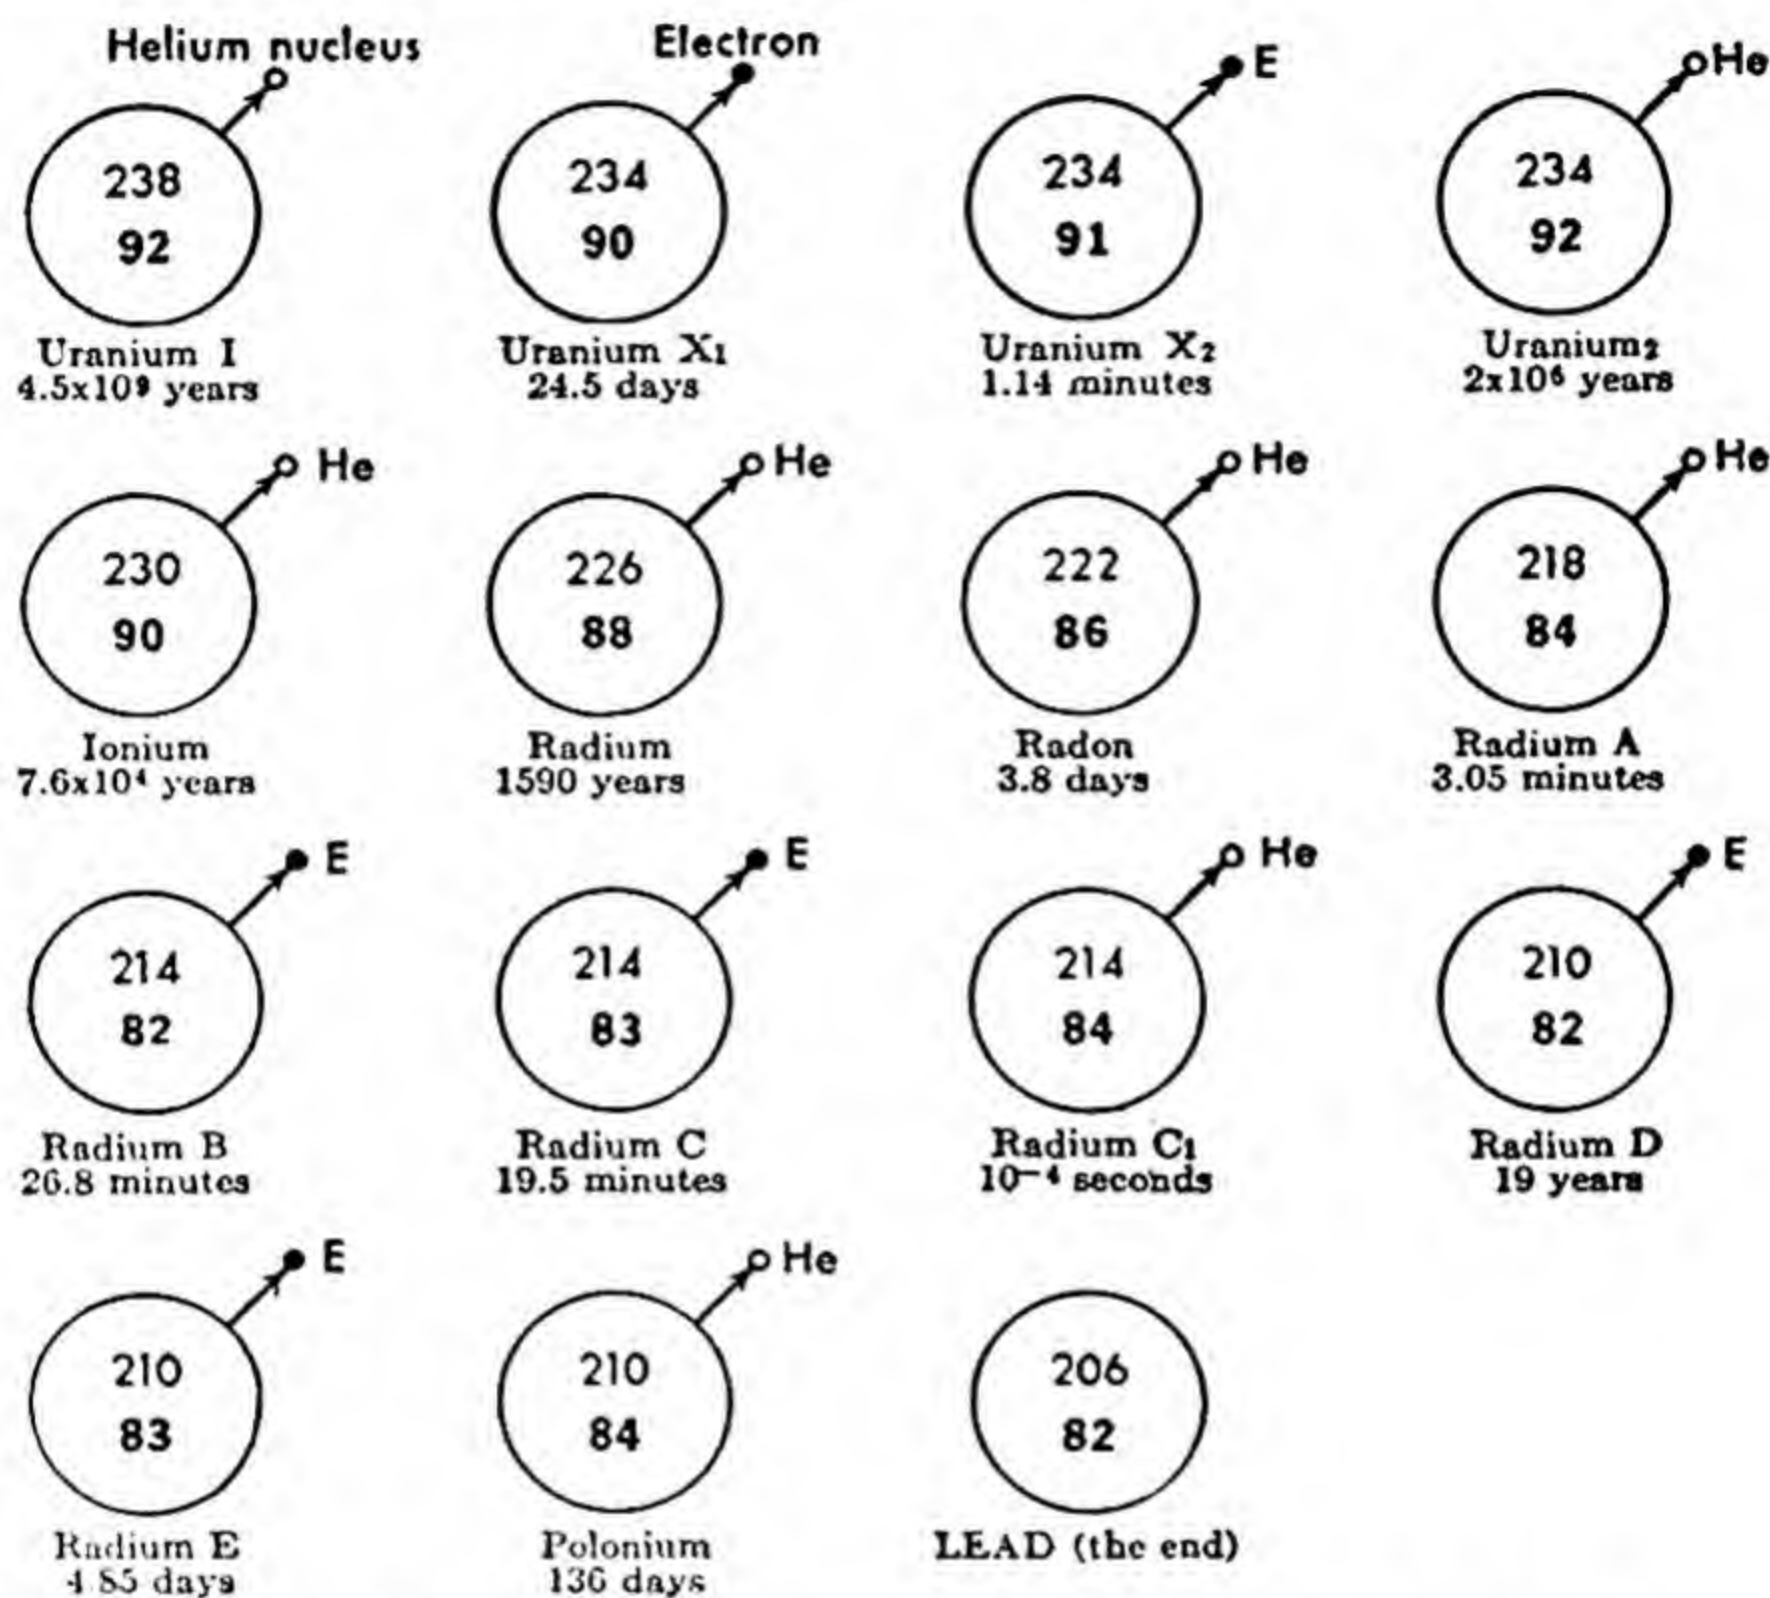 Helium nucleus
Electron
E
He
238
92
234
90
234
91
234
92
Uranium I
4.5x10⁹ years
Uranium X₁
24.5 days
Uranium X₂
1.14 minutes
Uranium₂
2x10⁶ years
He
He
He
He
230
90
226
88
222
86
218
84
Ionium
7.6x10⁴ years
Radium
1590 years
Radon
3.8 days
Radium A
3.05 minutes
E
E
He
E
214
82
214
83
214
84
210
82
Radium B
26.8 minutes
Radium C
19.5 minutes
Radium C₁
10⁻⁴ seconds
Radium D
19 years
E
He
210
83
210
84
206
82
Radium E
4.85 days
Polonium
136 days
LEAD (the end)